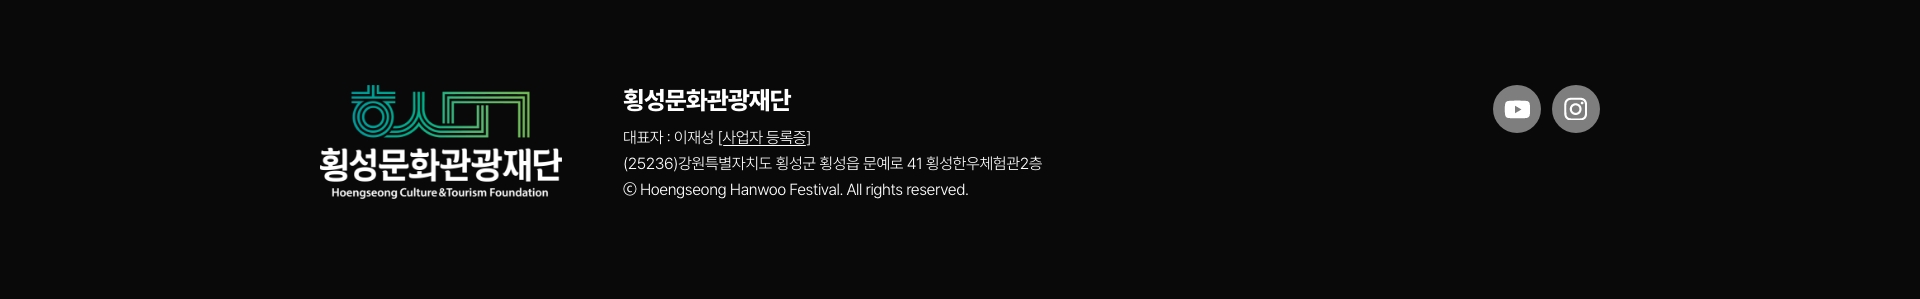 횡성문화관광재단
Hoengseong Culture&Tourism Foundation
횡성문화관광재단
대표자 : 이재성 [사업자 등록증]
(25236)강원특별자치도 횡성군 횡성읍 문예로 41 횡성한우체험관2층
ⓒ Hoengseong Hanwoo Festival. All rights reserved.